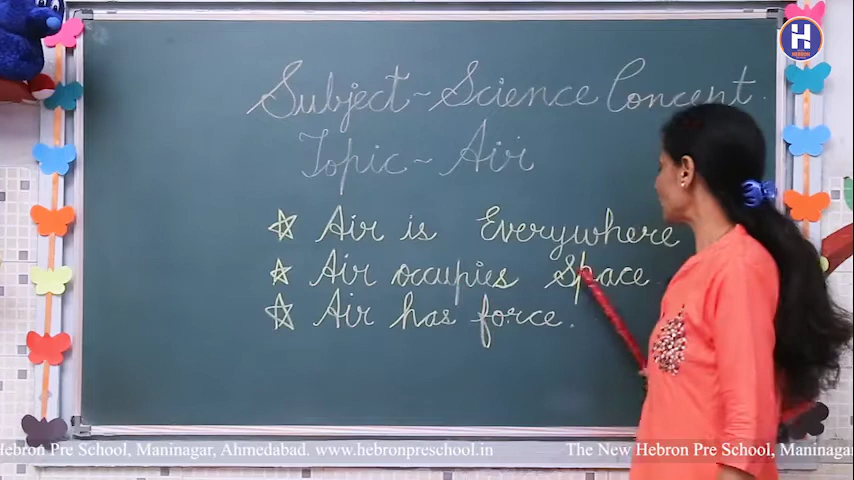 Subject ~ Science Concept.
Topic ~ Air
☆ Air is Everywhere
☆ Air occupies Space.
☆ Air has force.
H
HEBRON
Hebron Pre School, Maninagar, Ahmedabad. www.hebronpreschool.in The New Hebron Pre School, Maninagar